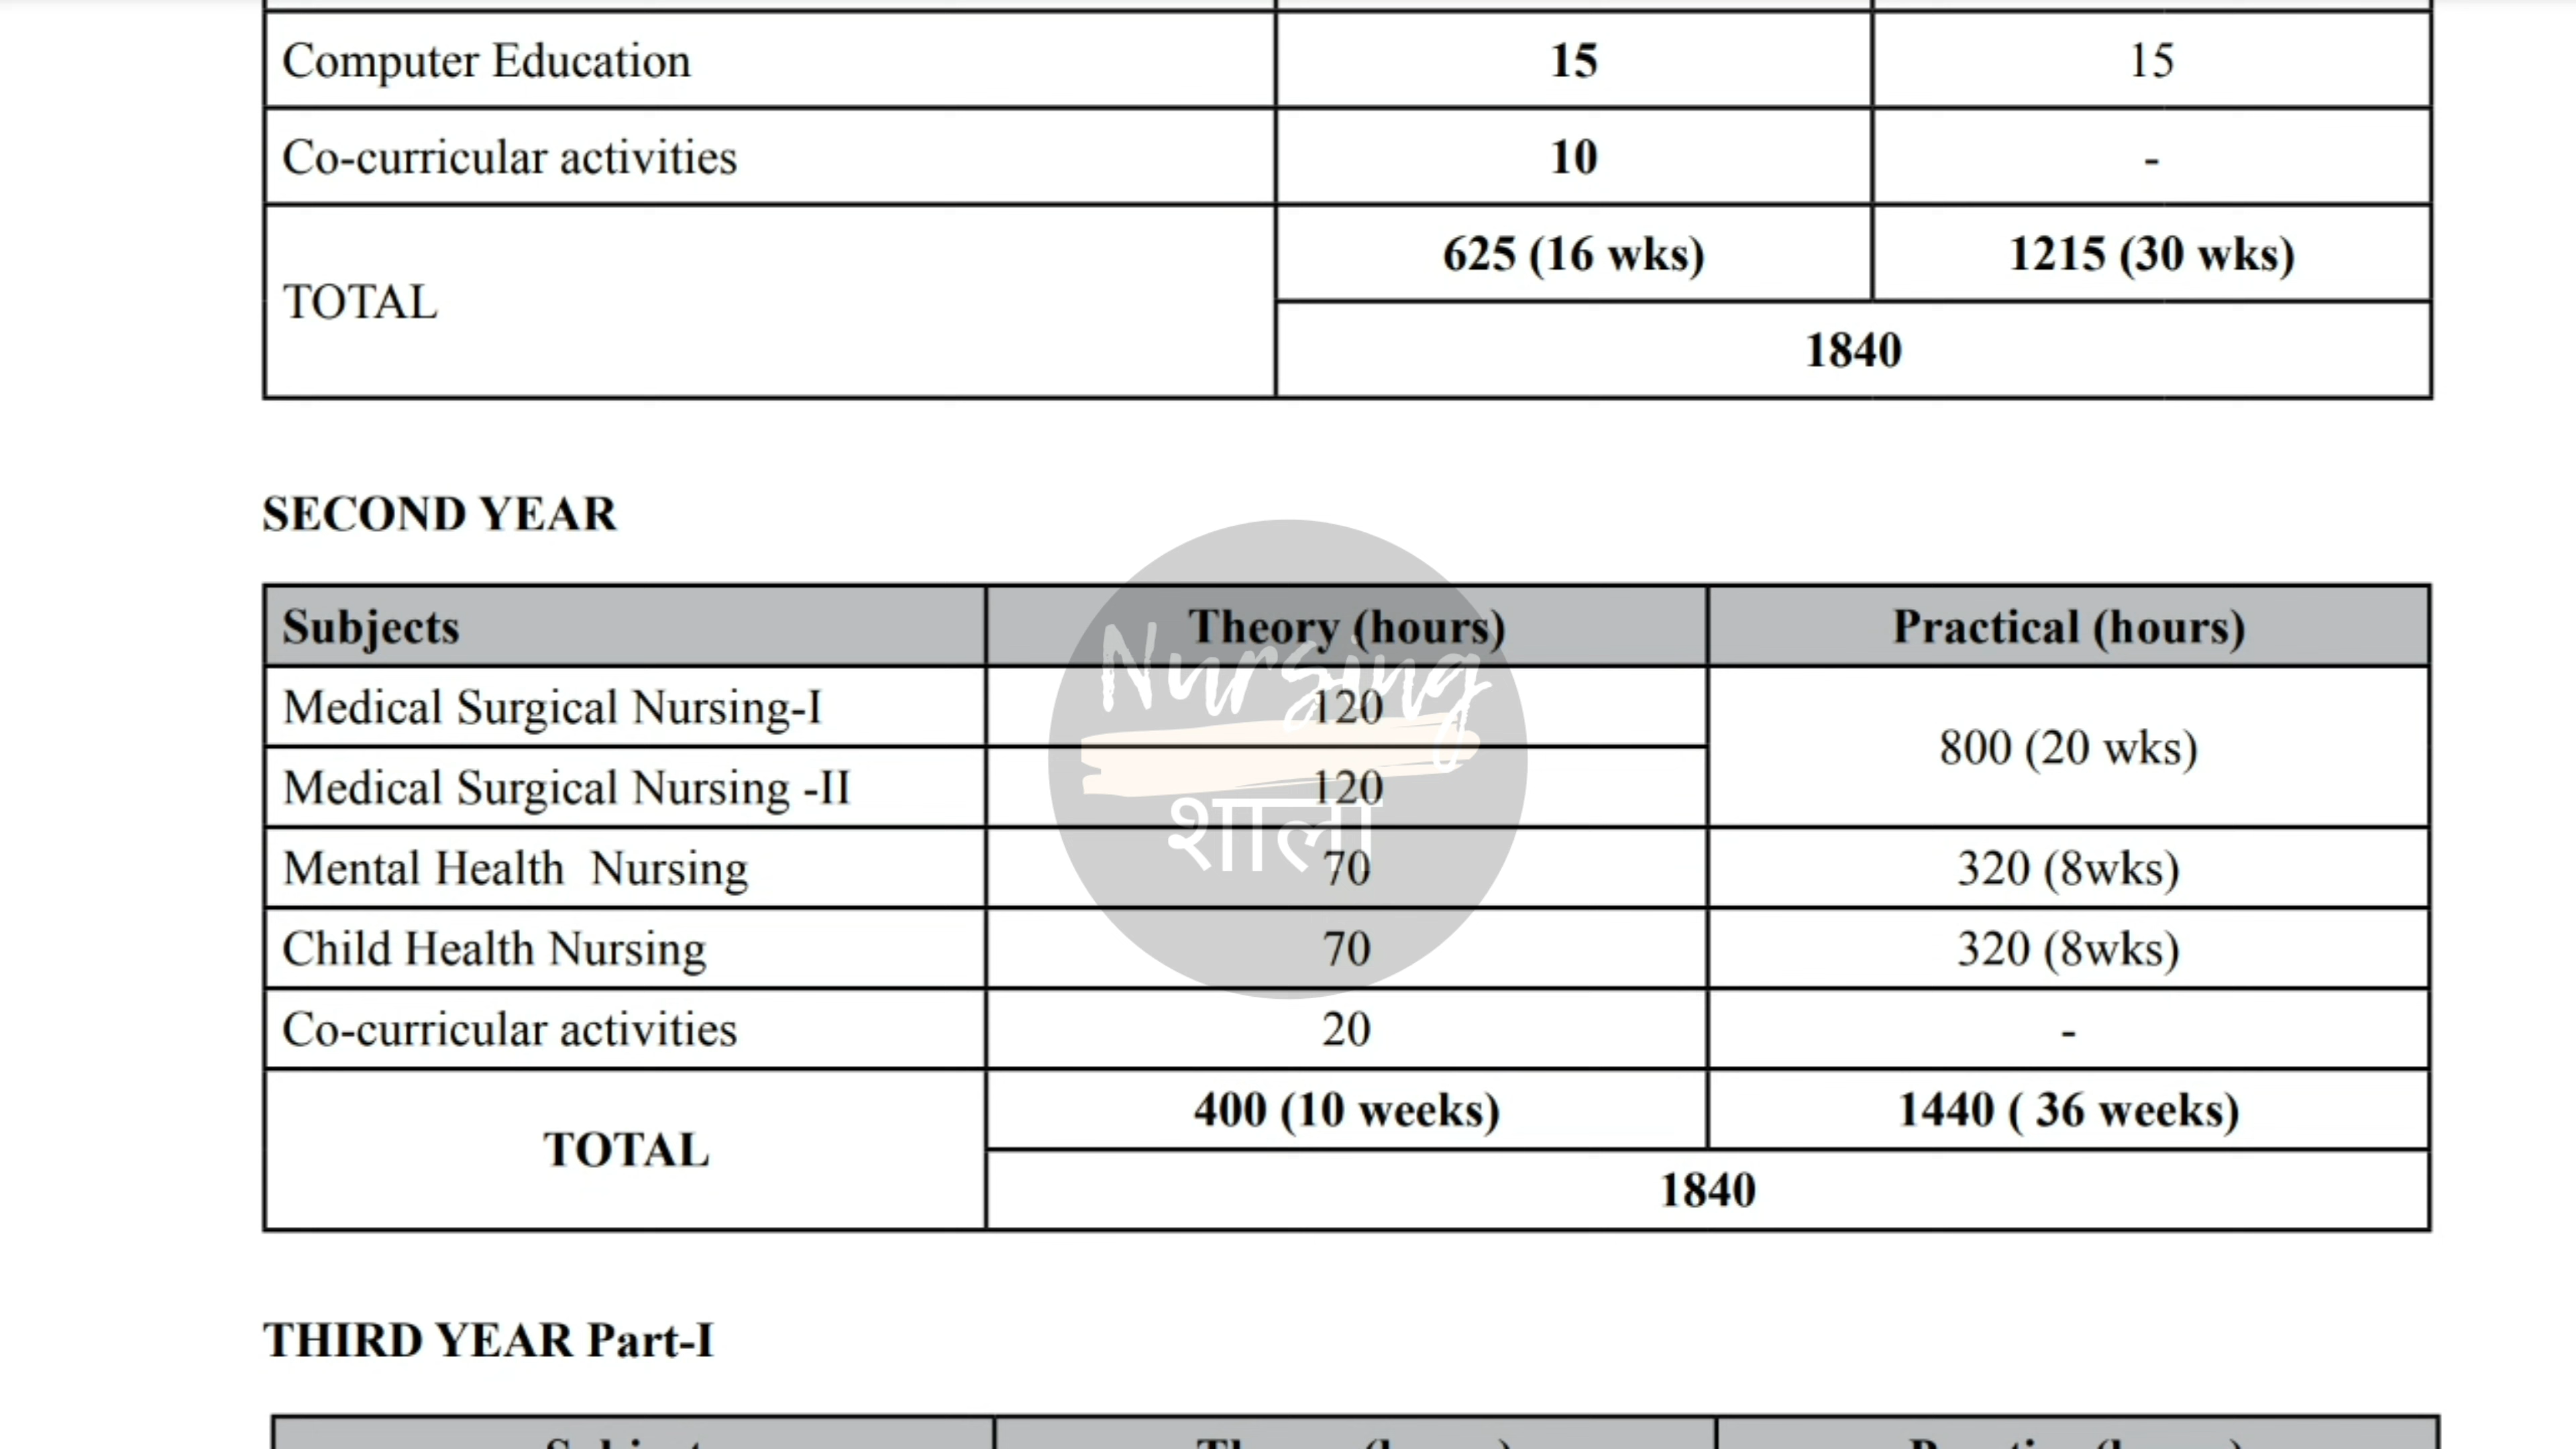 Computer Education 15 15
Co-curricular activities 10 -
TOTAL 625 (16 wks) 1215 (30 wks)
1840
SECOND YEAR
Subjects Theory (hours) Practical (hours)
Medical Surgical Nursing-I 120 800 (20 wks)
Medical Surgical Nursing -II 120
Mental Health Nursing 70 320 (8wks)
Child Health Nursing 70 320 (8wks)
Co-curricular activities 20 -
TOTAL 400 (10 weeks) 1440 ( 36 weeks)
1840
Nursing
शाला
THIRD YEAR Part-I